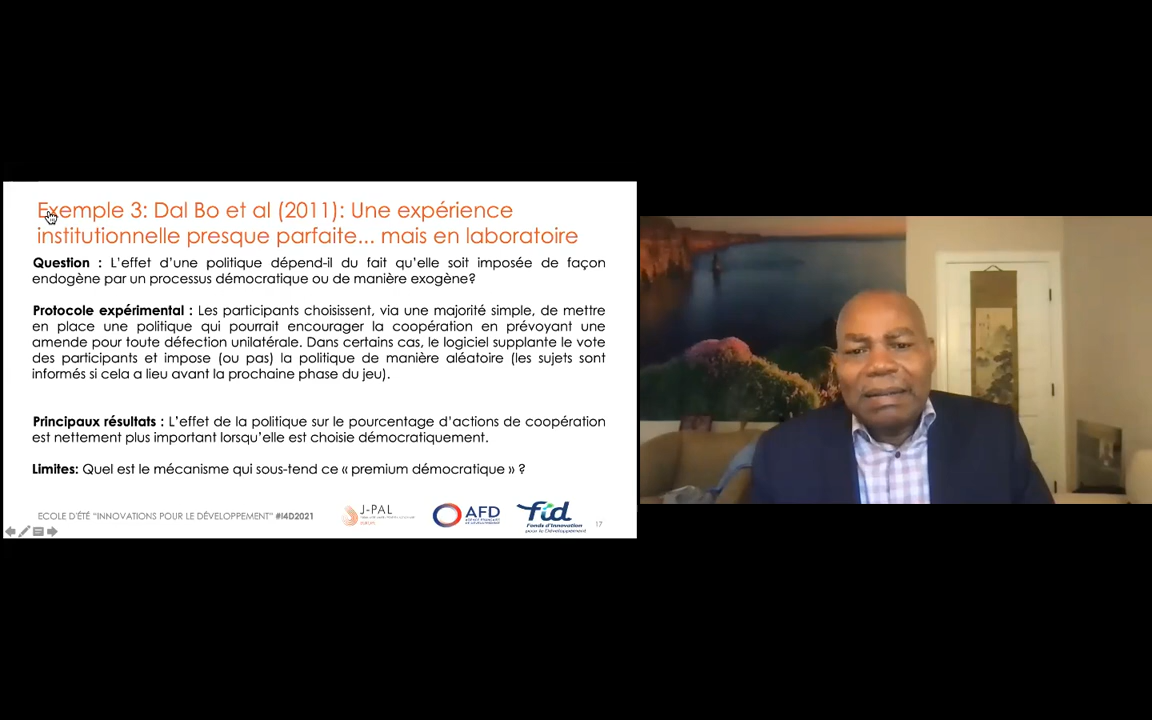 Exemple 3: Dal Bo et al (2011): Une expérience
institutionnelle presque parfaite... mais en laboratoire
Question : L'effet d'une politique dépend-il du fait qu'elle soit imposée de façon
endogène par un processus démocratique ou de manière exogène?
Protocole expérimental : Les participants choisissent, via une majorité simple, de mettre
en place une politique qui pourrait encourager la coopération en prévoyant une
amende pour toute défection unilatérale. Dans certains cas, le logiciel supplante le vote
des participants et impose (ou pas) la politique de manière aléatoire (les sujets sont
informés si cela a lieu avant la prochaine phase du jeu).
Principaux résultats : L'effet de la politique sur le pourcentage d'actions de coopération
est nettement plus important lorsqu'elle est choisie démocratiquement.
Limites: Quel est le mécanisme qui sous-tend ce « premium démocratique » ?
ECOLE D'ÉTÉ "INNOVATIONS POUR LE DÉVELOPPEMENT" #I4D2021
J-PAL
AFD
fid
Fonds d'Innovation
pour le Développement
17